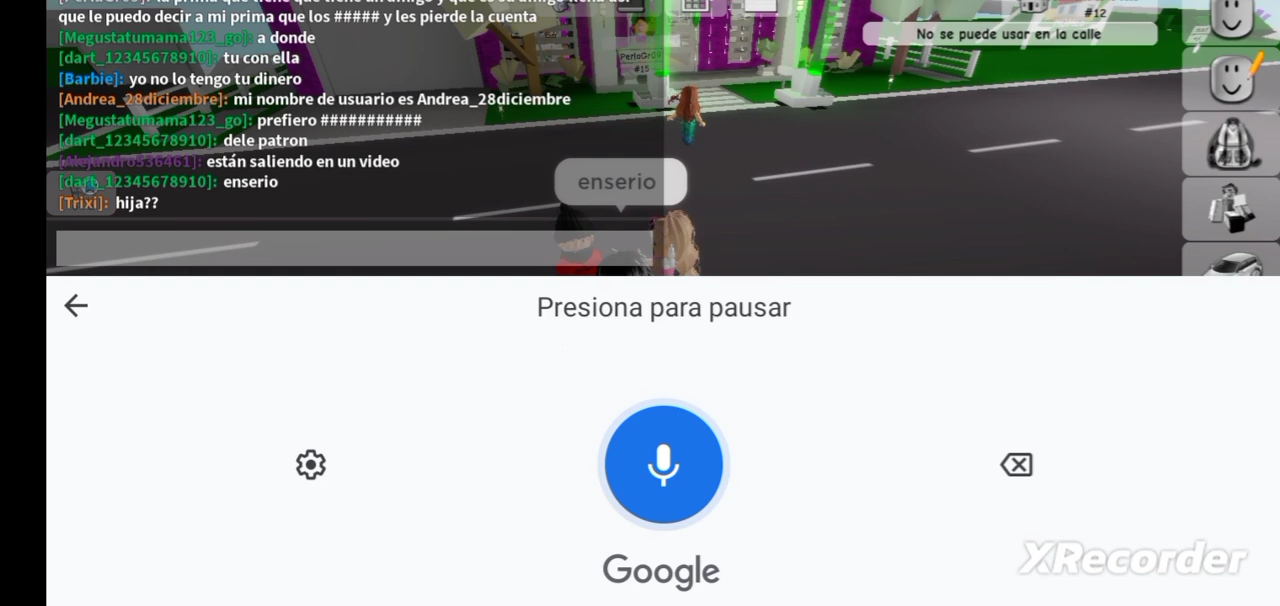 que le puedo decir a mi prima que los ##### y les pierde la cuenta
[Megustatumama123_go]: a donde
[dart_12345678910]: tu con ella
[Barbie]: yo no lo tengo tu dinero
[Andrea_28diciembre]: mi nombre de usuario es Andrea_28diciembre
[Megustatumama123_go]: prefiero ###########
[dart_12345678910]: dele patron
[Alejandro536461]: están saliendo en un video
[dart_12345678910]: enserio
[Trixi]: hija??
enserio
#15
#12
No se puede usar en la calle
Presiona para pausar
Google
XRecorder